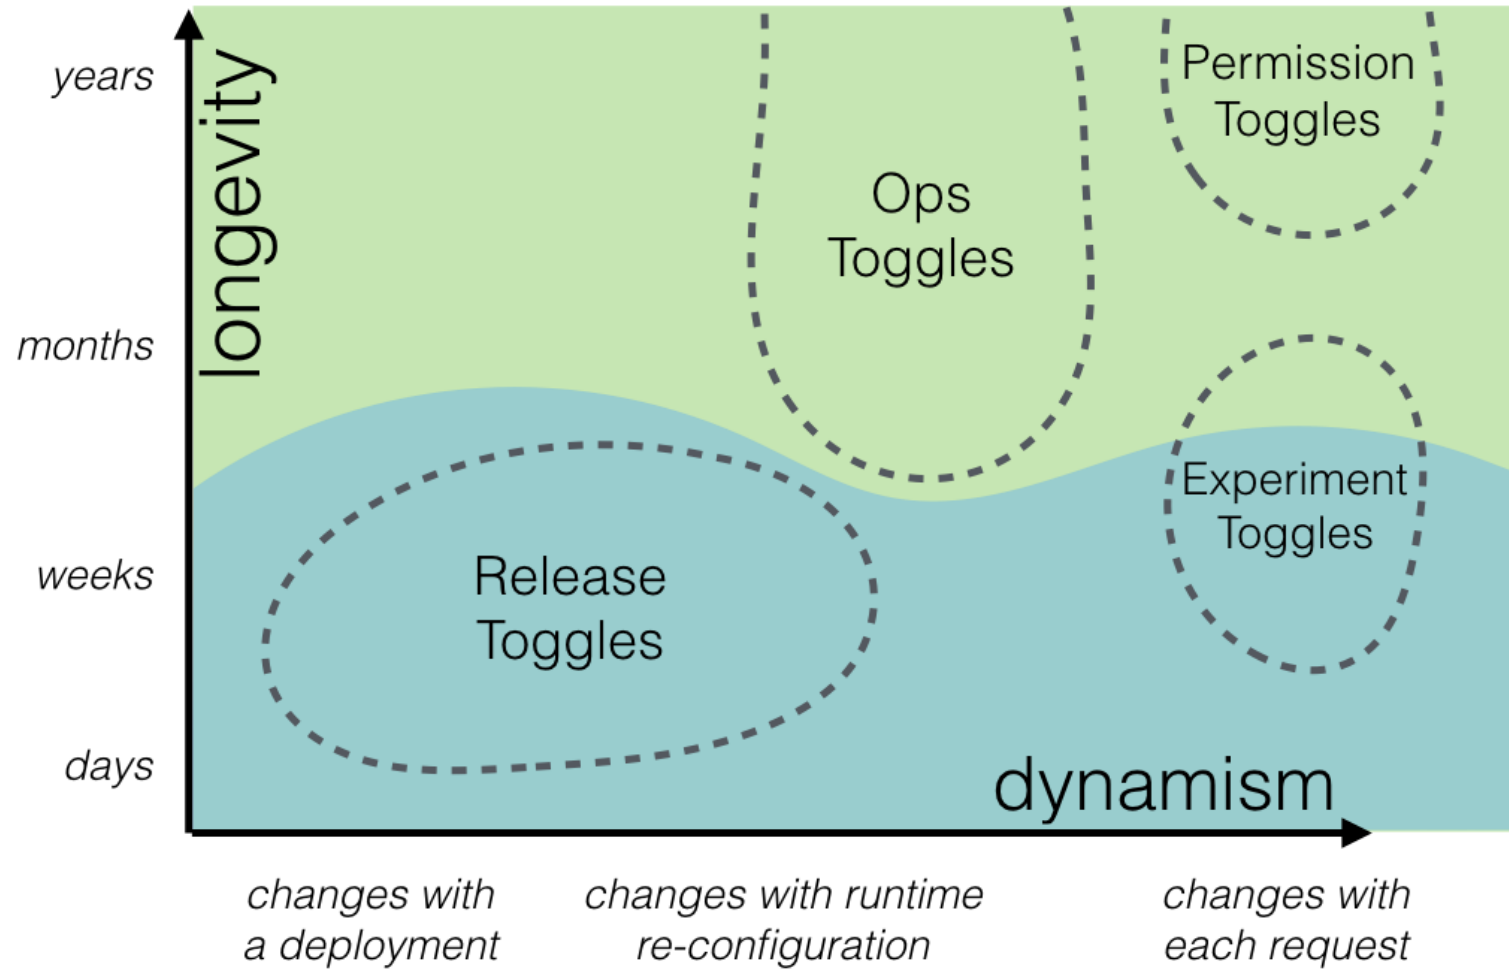 years
longevity
Permission
Toggles
Ops
Toggles
months
Experiment
Toggles
weeks
Release
Toggles
days
dynamism
changes with
a deployment
changes with runtime
re-configuration
changes with
each request